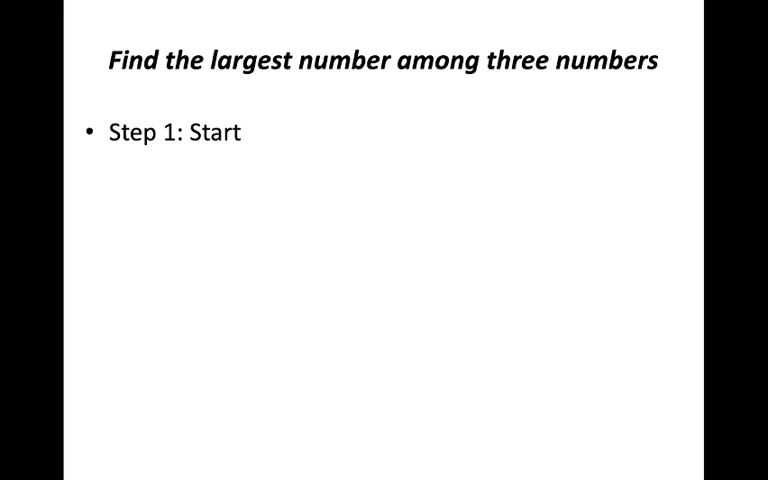 Find the largest number among three numbers
• Step 1: Start